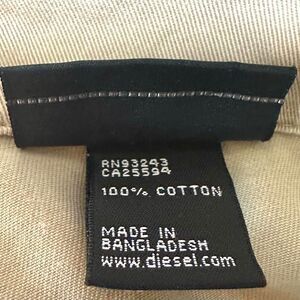 RN93243
CA25594
100% COTTON
MADE IN
BANGLADESH
www.diesel.com